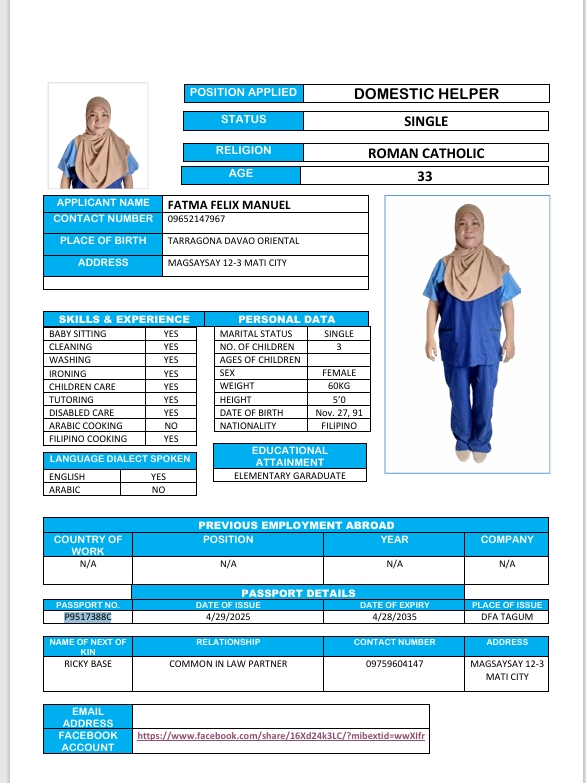 POSITION APPLIED DOMESTIC HELPER
STATUS SINGLE
RELIGION ROMAN CATHOLIC
AGE 33
APPLICANT NAME FATMA FELIX MANUEL
CONTACT NUMBER 09652147967
PLACE OF BIRTH TARRAGONA DAVAO ORIENTAL
ADDRESS MAGSAYSAY 12-3 MATI CITY
SKILLS & EXPERIENCE
BABY SITTING YES
CLEANING YES
WASHING YES
IRONING YES
CHILDREN CARE YES
TUTORING YES
DISABLED CARE YES
ARABIC COOKING NO
FILIPINO COOKING YES
LANGUAGE DIALECT SPOKEN
ENGLISH YES
ARABIC NO
PERSONAL DATA
MARITAL STATUS SINGLE
NO. OF CHILDREN 3
AGES OF CHILDREN
SEX FEMALE
WEIGHT 60KG
HEIGHT 5'0
DATE OF BIRTH Nov. 27, 91
NATIONALITY FILIPINO
EDUCATIONAL
ATTAINMENT
ELEMENTARY GARADUATE
PREVIOUS EMPLOYMENT ABROAD
COUNTRY OF WORK POSITION YEAR COMPANY
N/A N/A N/A N/A
PASSPORT DETAILS
PASSPORT NO. DATE OF ISSUE DATE OF EXPIRY PLACE OF ISSUE
P9517388C 4/29/2025 4/28/2035 DFA TAGUM
NAME OF NEXT OF KIN RELATIONSHIP CONTACT NUMBER ADDRESS
RICKY BASE COMMON IN LAW PARTNER 09759604147 MAGSAYSAY 12-3
MATI CITY
EMAIL
ADDRESS
FACEBOOK
ACCOUNT https://www.facebook.com/share/16Xd24k3LC/?mibextid=wwXIfr